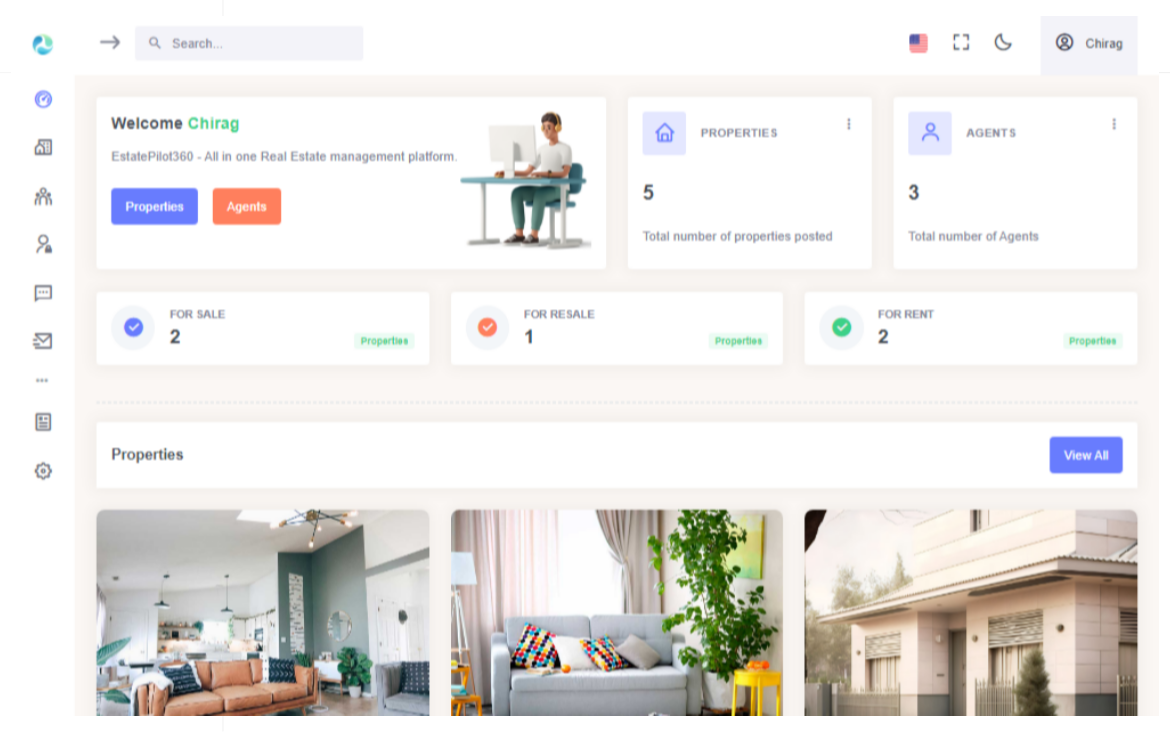 Search...
Chirag
Welcome Chirag
EstatePilot360 - All in one Real Estate management platform.
Properties
Agents
PROPERTIES
5
Total number of properties posted
AGENTS
3
Total number of Agents
FOR SALE
2
Properties
FOR RESALE
1
Properties
FOR RENT
2
Properties
Properties
View All